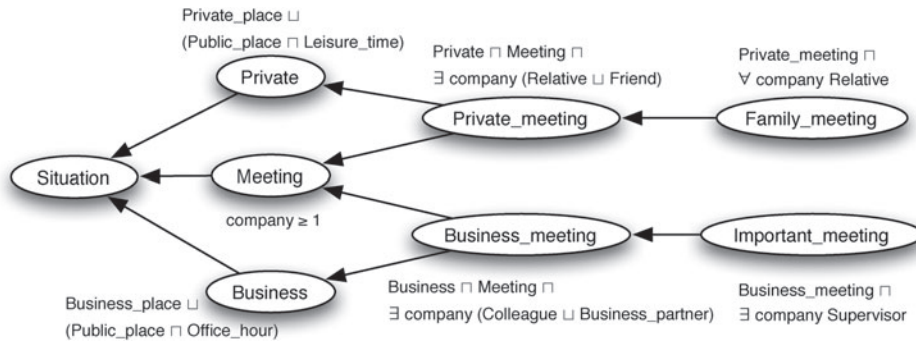 Private_place ⊔
(Public_place ⊓ Leisure_time)
Private
Private ⊓ Meeting ⊓
∃ company (Relative ⊔ Friend)
Private_meeting
Private_meeting ⊓
∀ company Relative
Family_meeting
Situation
Meeting
company ≥ 1
Business_meeting
Business ⊓ Meeting ⊓
∃ company (Colleague ⊔ Business_partner)
Important_meeting
Business_meeting ⊓
∃ company Supervisor
Business
Business_place ⊔
(Public_place ⊓ Office_hour)